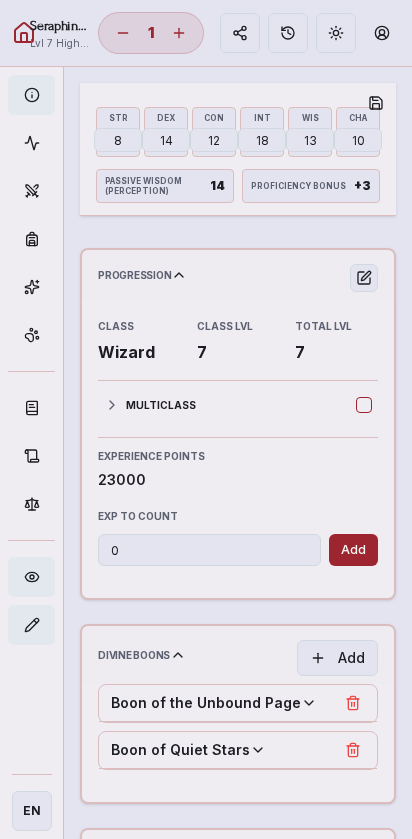 Seraphin...
Lvl 7 High...
1
STR DEX CON INT WIS CHA
8 14 12 18 13 10
PASSIVE WISDOM
(PERCEPTION) 14
PROFICIENCY BONUS +3
PROGRESSION
CLASS CLASS LVL TOTAL LVL
Wizard 7 7
MULTICLASS
EXPERIENCE POINTS
23000
EXP TO COUNT
0 Add
DIVINE BOONS Add
Boon of the Unbound Page
Boon of Quiet Stars
EN